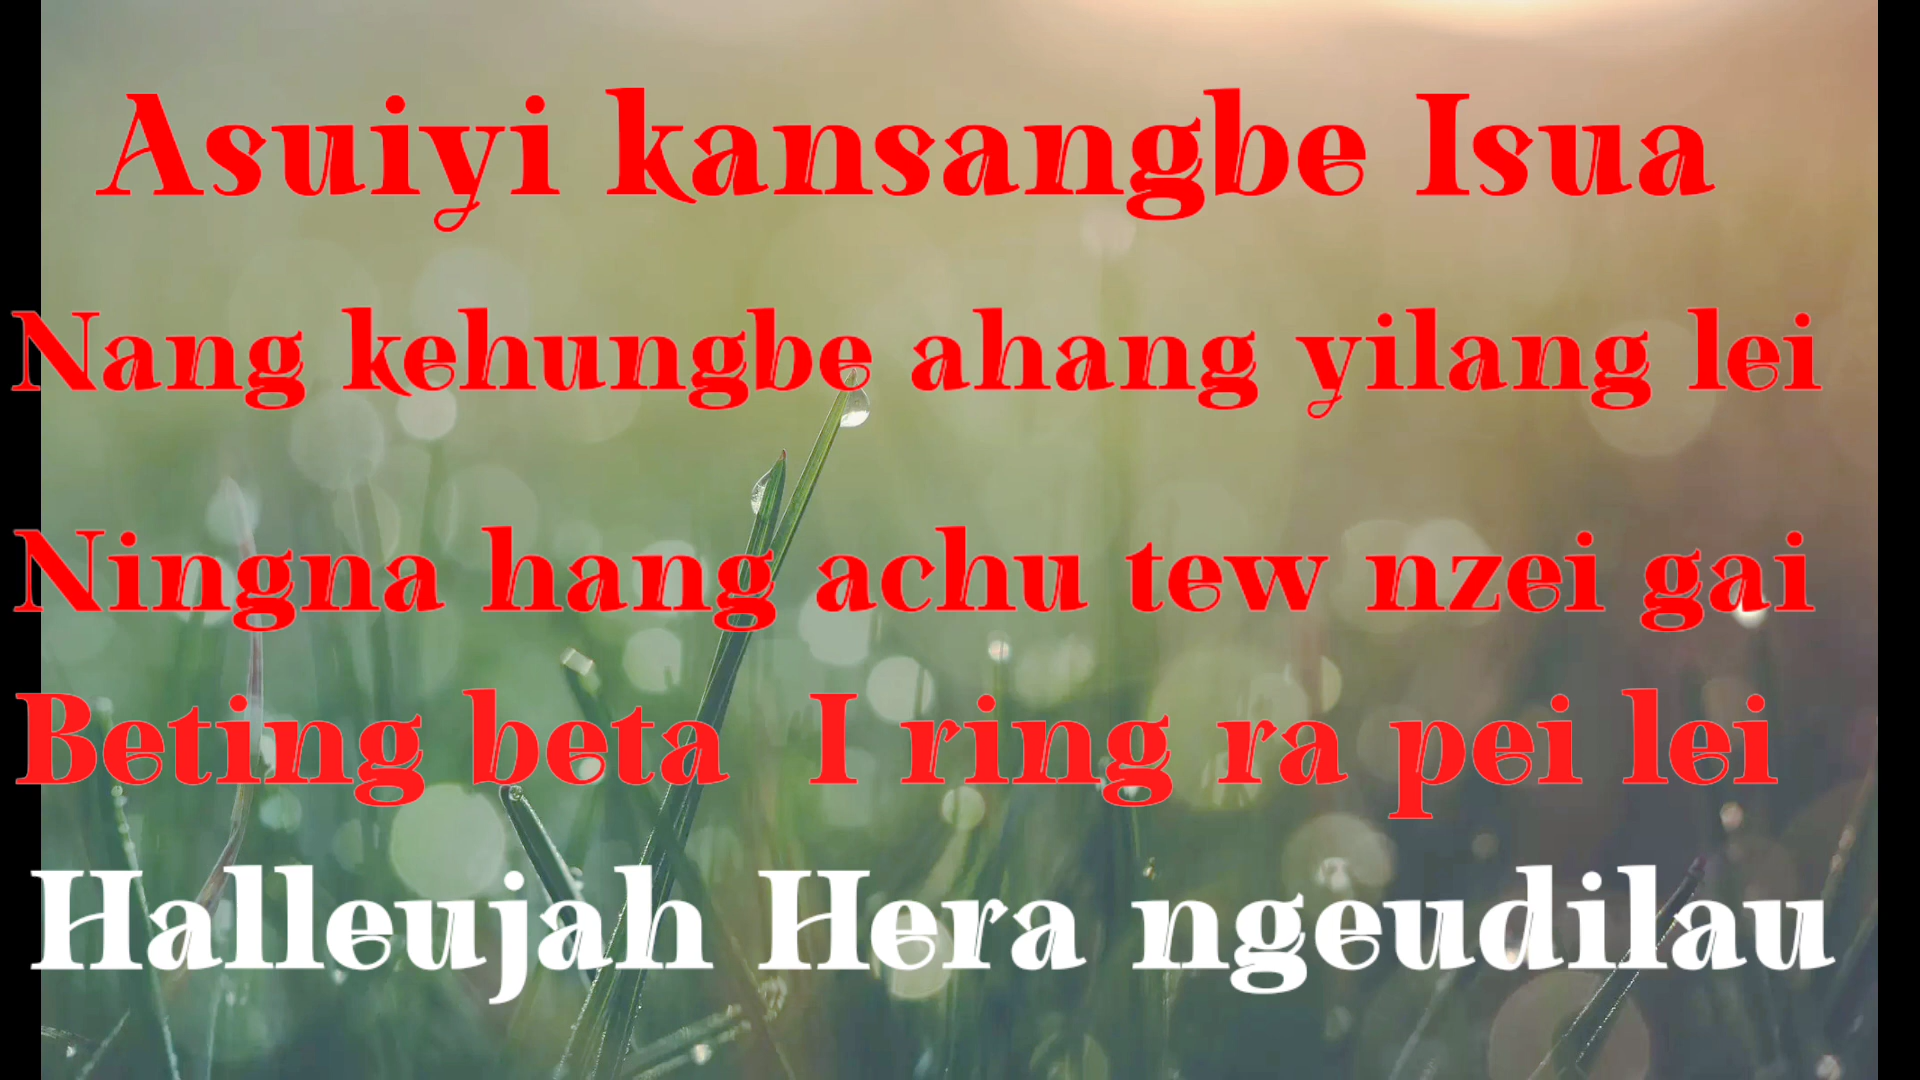 Asuiyi kansangbe Isua
Nang kehungbe ahang yilang lei
Ningna hang achu tew nzei gai
Beting beta I ring ra pei lei
Halleujah Hera ngeudilau